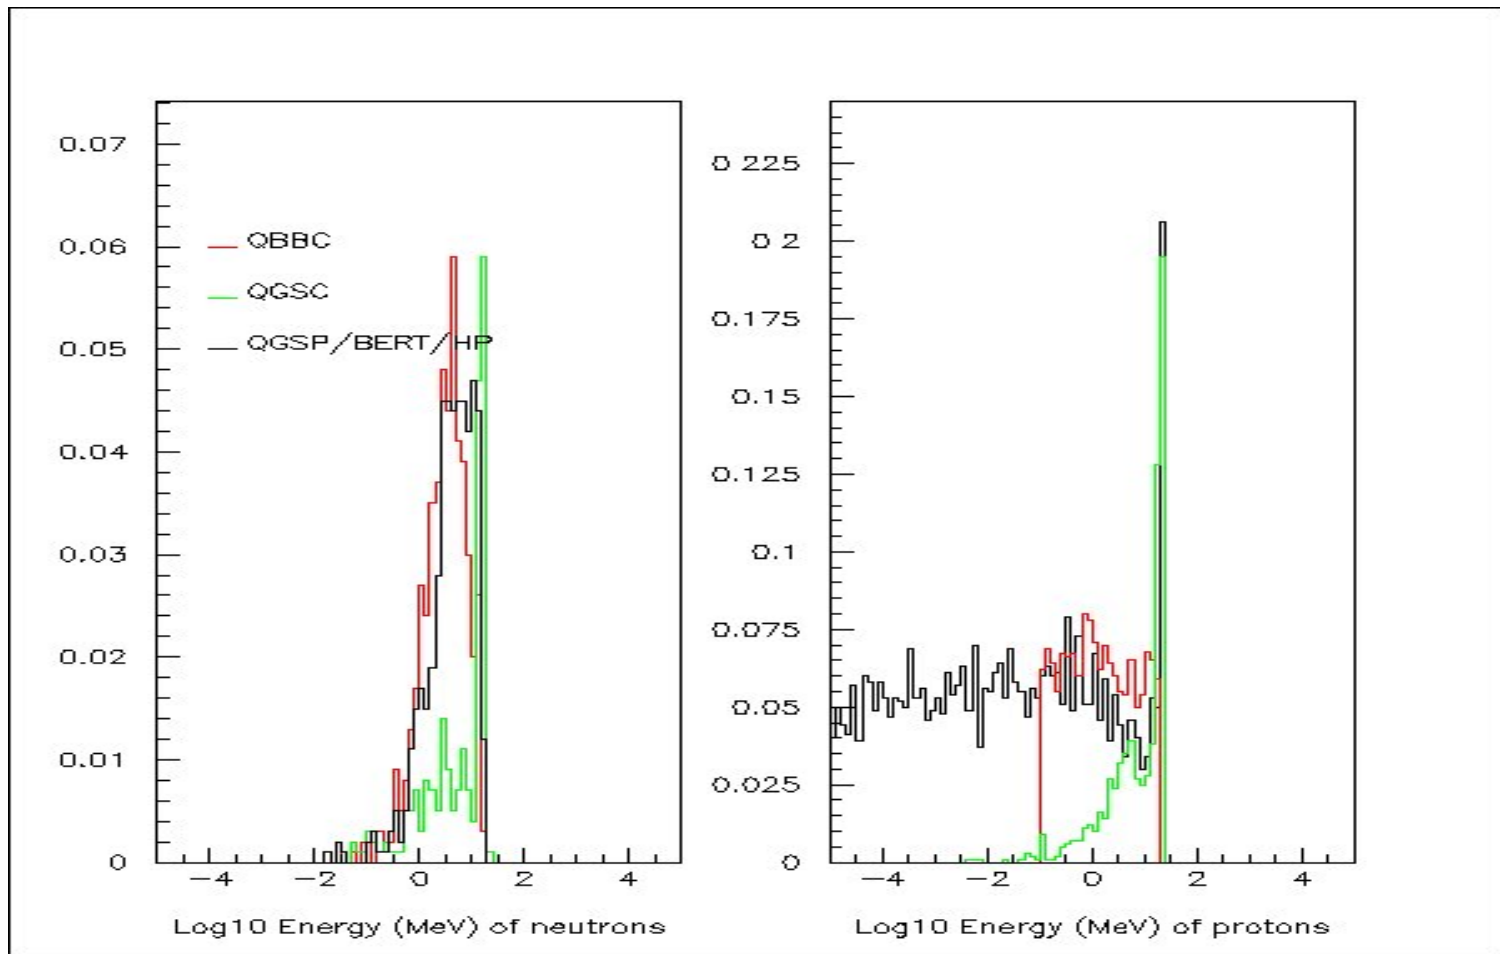 0.07
0.06
0.05
0.04
0.03
0.02
0.01
0
QBBC
QGSC
QGSP/BERT/HP
−4 −2 0 2 4
Log10 Energy (MeV) of neutrons
0 225
0 2
0.175
0.15
0.125
0.1
0.075
0.05
0.025
0
−4 −2 0 2 4
Log10 Energy (MeV) of protons